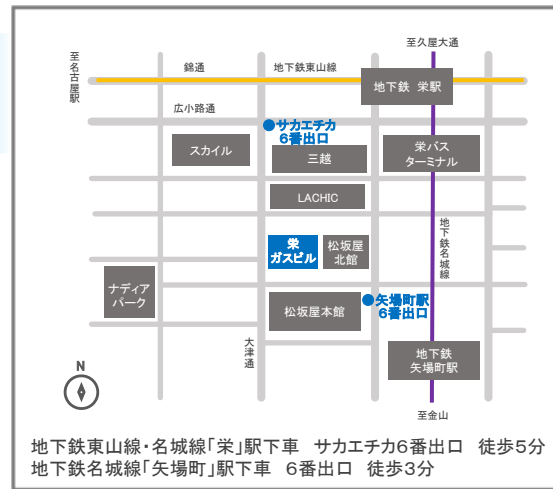 至久屋大通
至名古屋駅
錦通
地下鉄東山線
地下鉄 栄駅
広小路通
サカエチカ
6番出口
スカイル
三越
栄バス
ターミナル
LACHIC
地下鉄名城線
栄
ガスビル
松坂屋
北館
ナディア
パーク
矢場町駅
6番出口
松坂屋本館
大津通
地下鉄
矢場町駅
N
至金山
地下鉄東山線・名城線「栄」駅下車 サカエチカ6番出口 徒歩5分
地下鉄名城線「矢場町」駅下車 6番出口 徒歩3分